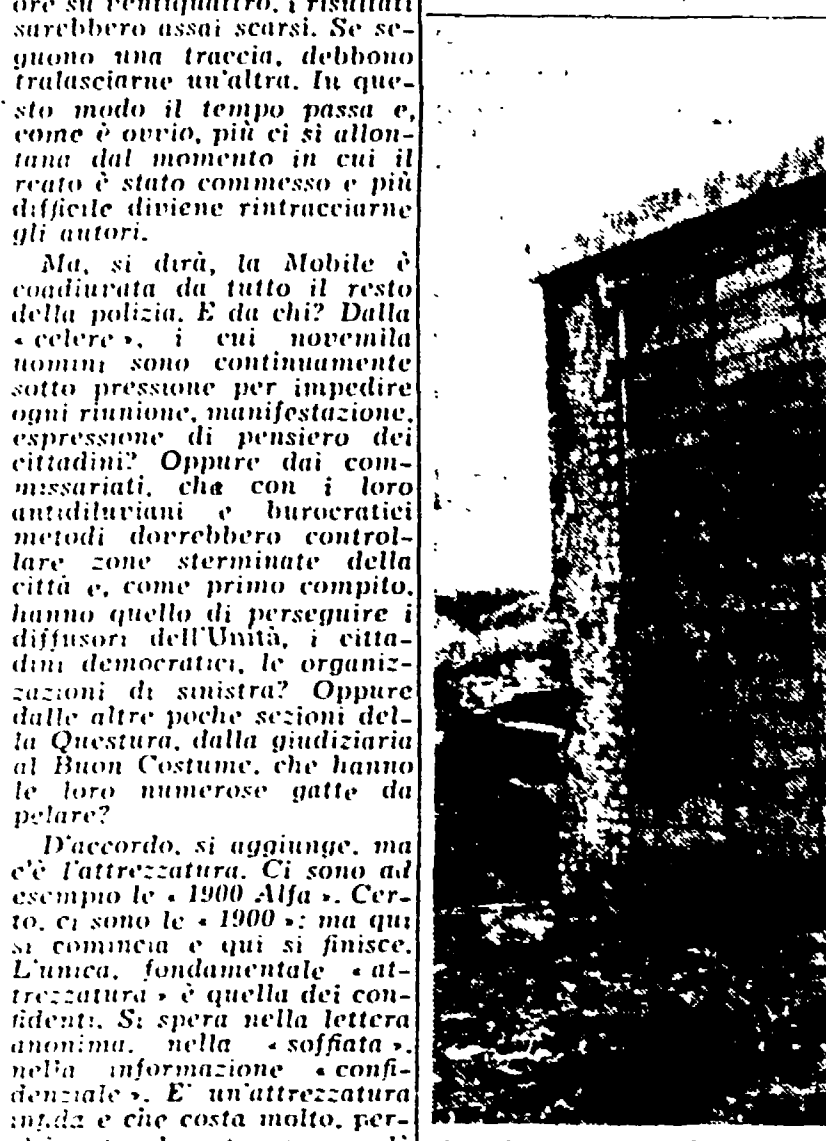 ore su ventiquattro, i risultati
sarebbero assai scarsi. Se se-
guono una traccia, debbono
tralasciarne un'altra. In que-
sto modo il tempo passa e,
come è ovvio, più ci si allon-
tana dal momento in cui il
reato è stato commesso e più
difficile diviene rintracciarne
gli autori.
Ma, si dirà, la Mobile è
coadiuvata da tutto il resto
della polizia. E da chi? Dalla
« celere », i cui novemila
uomini sono continuamente
sotto pressione per impedire
ogni riunione, manifestazione,
espressione di pensiero dei
cittadini? Oppure dai com-
missariati, che con i loro
antidiluviani e burocratici
metodi dovrebbero control-
lare zone sterminate della
città e, come primo compito,
hanno quello di perseguire i
diffusori dell'Unità, i citta-
dini democratici, le organiz-
zazioni di sinistra? Oppure
dalle altre poche sezioni del-
la Questura, dalla giudiziaria
al Buon Costume, che hanno
le loro numerose gatte da
pelare?
D'accordo, si aggiunge, ma
c'è l'attrezzatura. Ci sono ad
esempio le « 1900 Alfa ». Cer-
to, ci sono le « 1900 »: ma qui
si comincia e qui si finisce.
L'unica, fondamentale « at-
trezzatura » è quella dei con-
fidenti. Si spera nella lettera
anonima, nella « soffiata »,
nella informazione « confi-
denziale ». E' un'attrezzatura
infida e che costa molto, per-